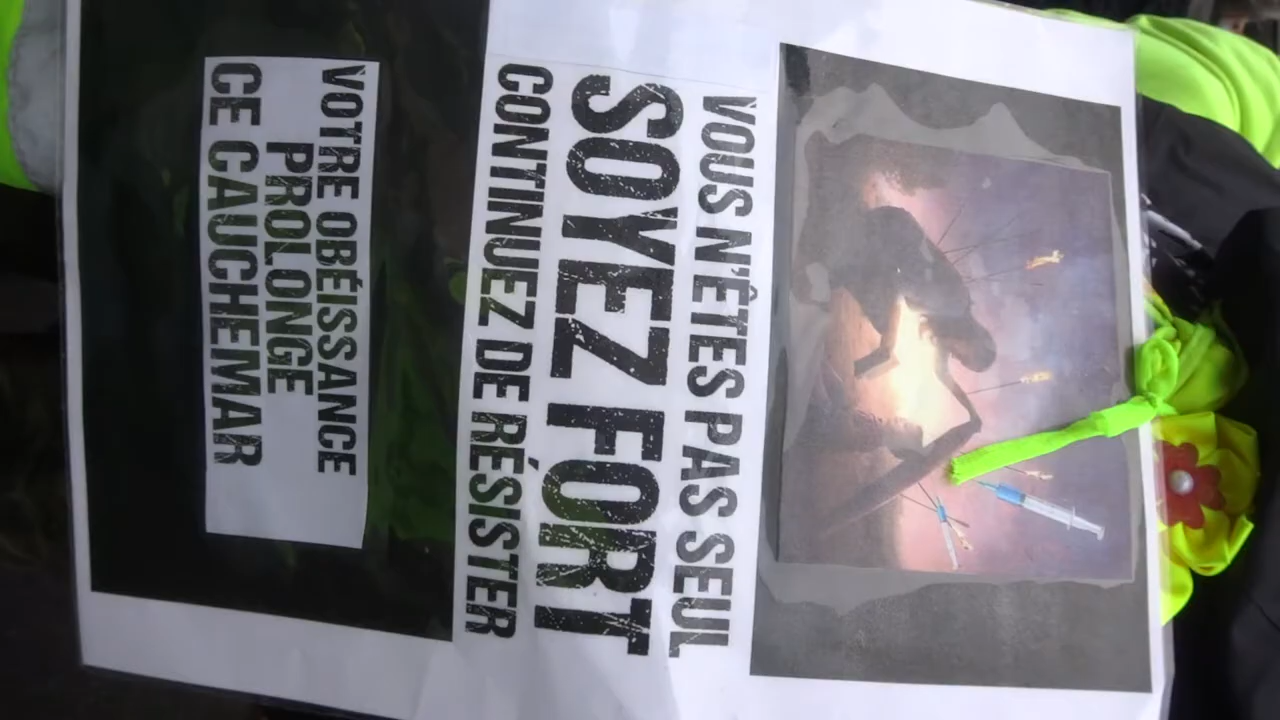 VOUS N'ÊTES PAS SEUL
SOYEZ FORT
CONTINUEZ DE RÉSISTER
VOTRE OBÉISSANCE
PROLONGE
CE CAUCHEMAR